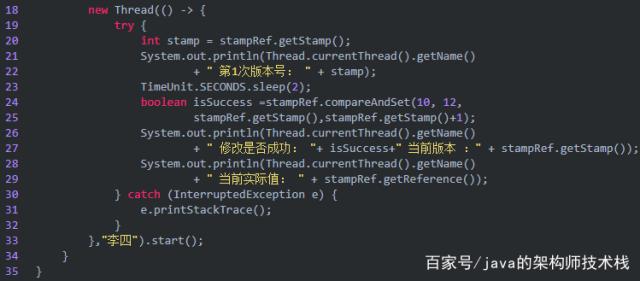 18 new Thread(() -> {
19 try {
20 int stamp = stampRef.getStamp();
21 System.out.println(Thread.currentThread().getName()
22 + " 第1次版本号： " + stamp);
23 TimeUnit.SECONDS.sleep(2);
24 boolean isSuccess =stampRef.compareAndSet(10, 12,
25 stampRef.getStamp(),stampRef.getStamp()+1);
26 System.out.println(Thread.currentThread().getName()
27 + " 修改是否成功： "+ isSuccess+" 当前版本 ：" + stampRef.getStamp());
28 System.out.println(Thread.currentThread().getName()
29 + " 当前实际值： " + stampRef.getReference());
30 } catch (InterruptedException e) {
31 e.printStackTrace();
32 }
33 },"李四").start();
34 }
35 }
百家号/java的架构师技术栈